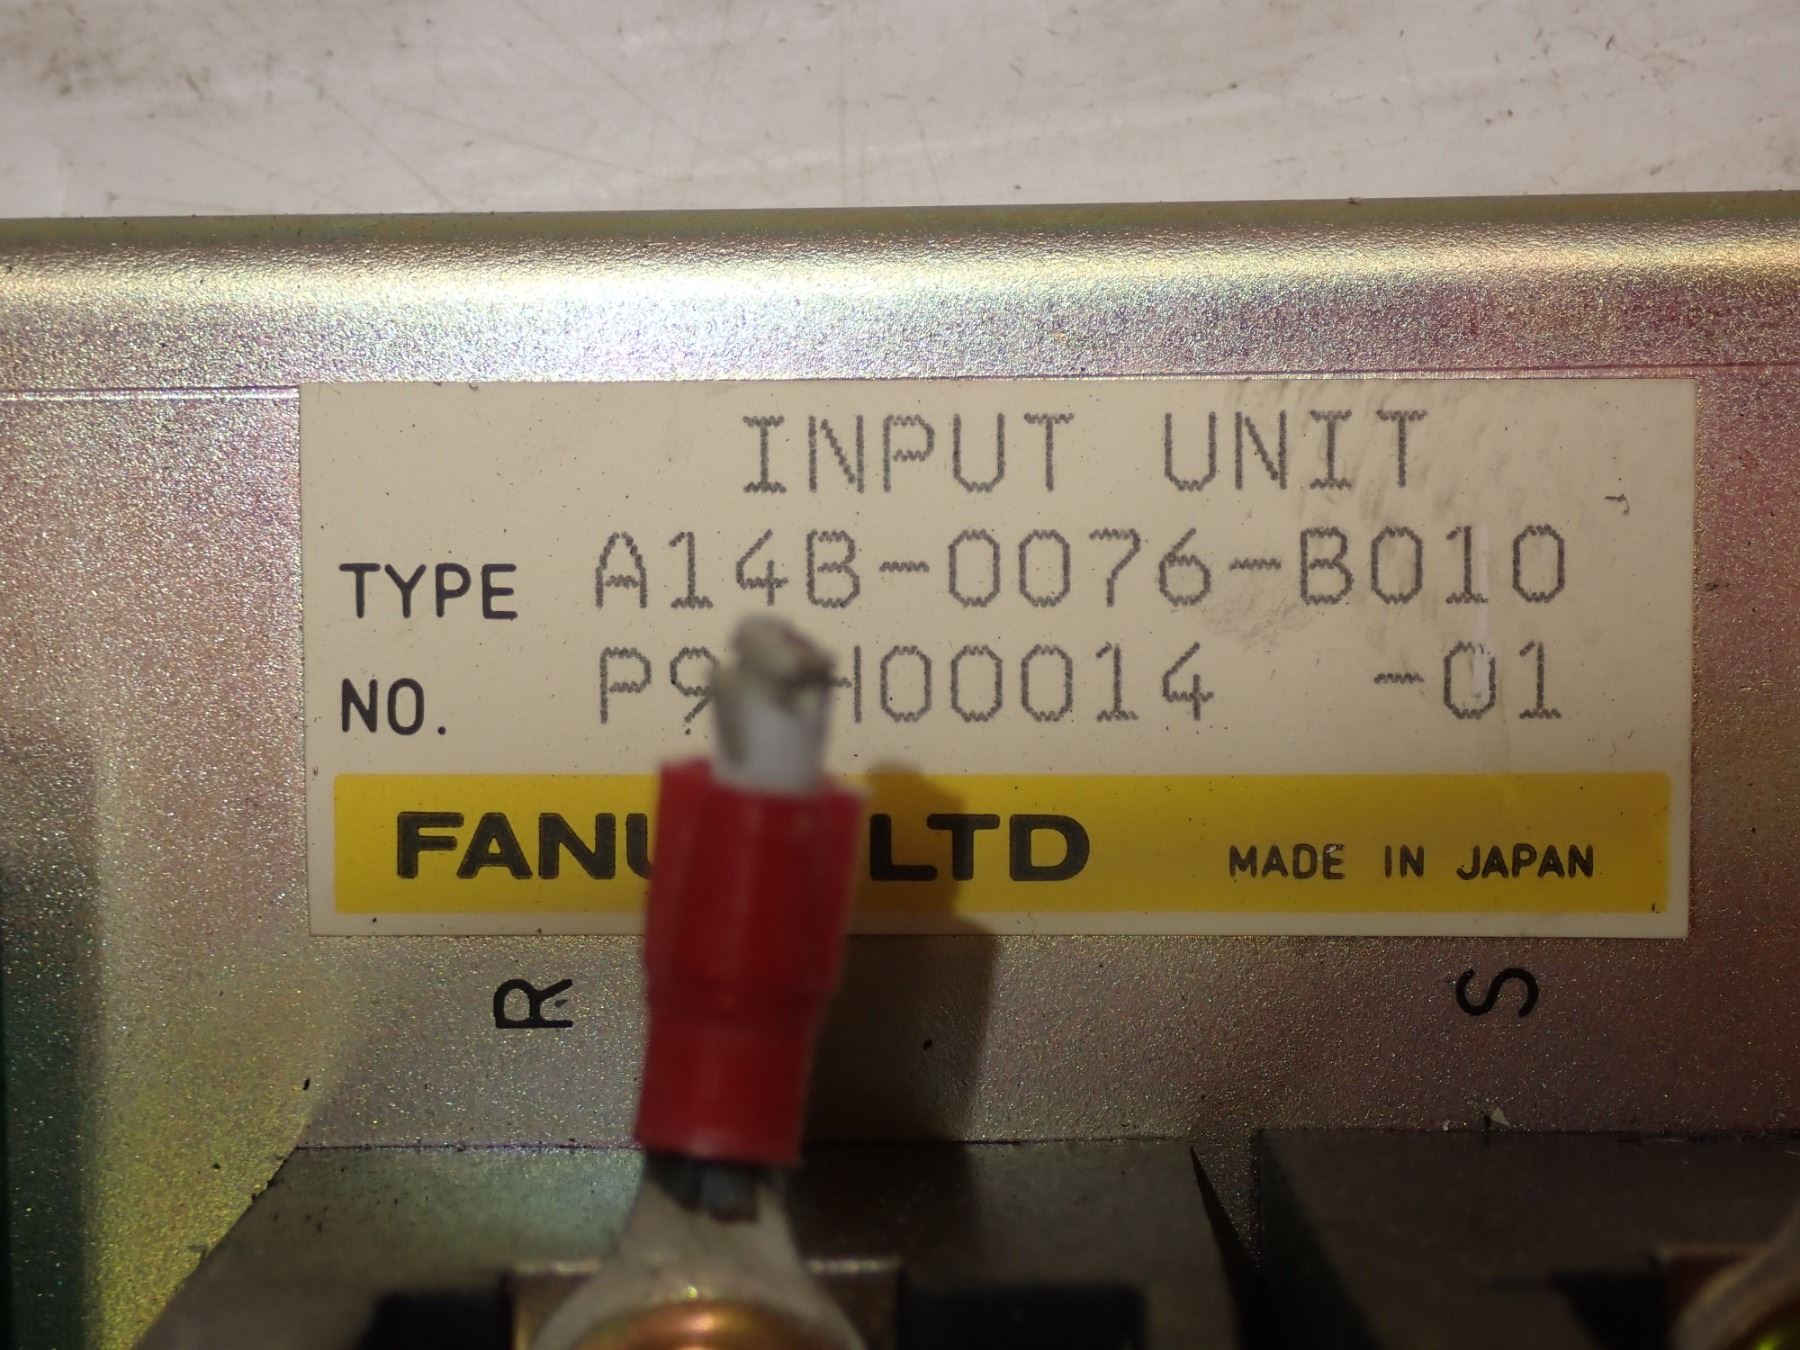 INPUT UNIT
TYPE A14B-0076-B010
NO. -01
LTD MADE IN JAPAN
R S